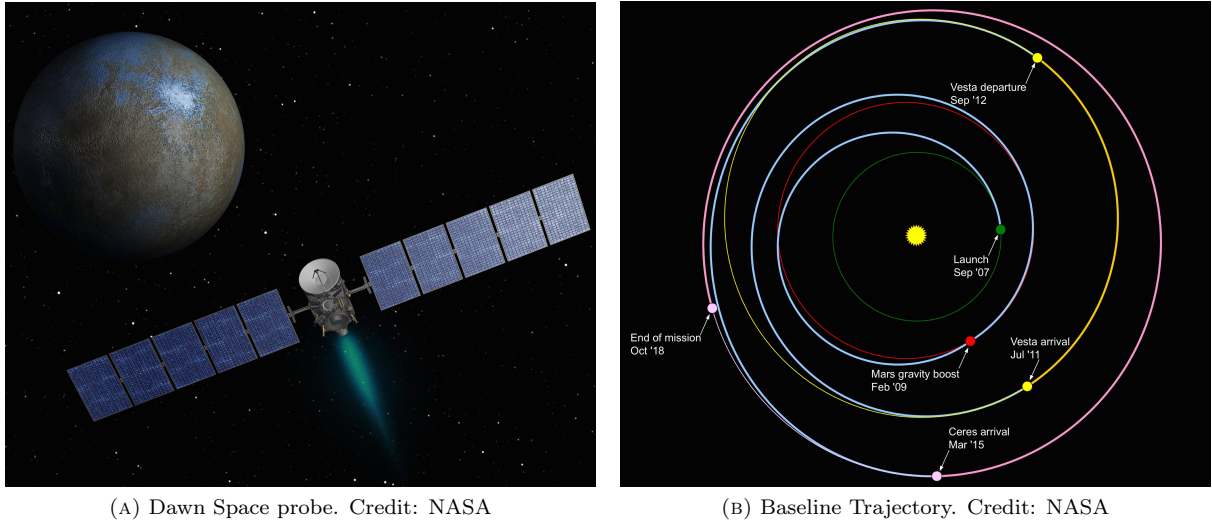 Vesta departure
Sep '12
Launch
Sep '07
End of mission
Oct '18
Vesta arrival
Jul '11
Mars gravity boost
Feb '09
Ceres arrival
Mar '15
(A) Dawn Space probe. Credit: NASA
(B) Baseline Trajectory. Credit: NASA